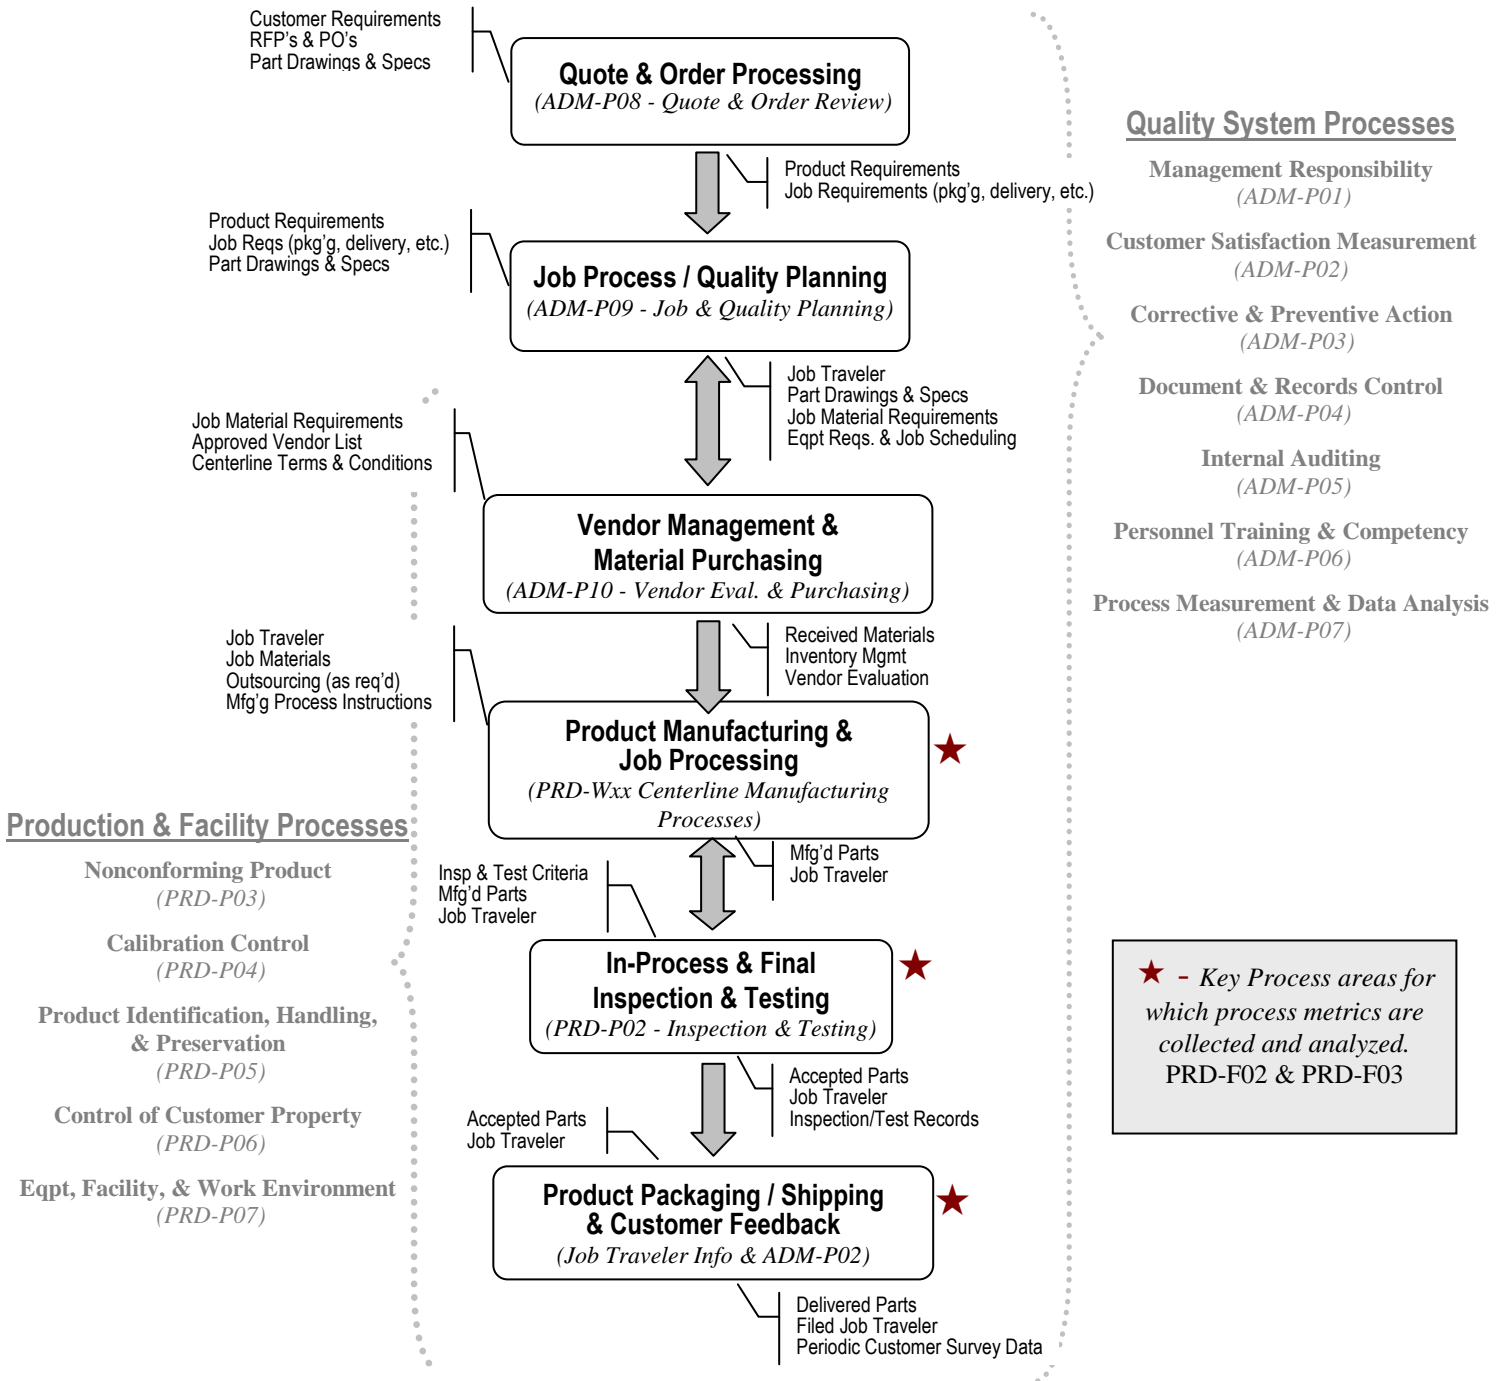 Customer Requirements
RFP's & PO's
Part Drawings & Specs
Quote & Order Processing
(ADM-P08 - Quote & Order Review)
Product Requirements
Job Requirements (pkg'g, delivery, etc.)
Product Requirements
Job Reqs (pkg'g, delivery, etc.)
Part Drawings & Specs
Job Process / Quality Planning
(ADM-P09 - Job & Quality Planning)
Job Traveler
Part Drawings & Specs
Job Material Requirements
Eqpt Reqs. & Job Scheduling
Job Material Requirements
Approved Vendor List
Centerline Terms & Conditions
Vendor Management &
Material Purchasing
(ADM-P10 - Vendor Eval. & Purchasing)
Received Materials
Inventory Mgmt
Vendor Evaluation
Job Traveler
Job Materials
Outsourcing (as req'd)
Mfg'g Process Instructions
Product Manufacturing &
Job Processing
(PRD-Wxx Centerline Manufacturing
Processes)
Mfg'd Parts
Job Traveler
Insp & Test Criteria
Mfg'd Parts
Job Traveler
In-Process & Final
Inspection & Testing
(PRD-P02 - Inspection & Testing)
Accepted Parts
Job Traveler
Inspection/Test Records
Accepted Parts
Job Traveler
Product Packaging / Shipping
& Customer Feedback
(Job Traveler Info & ADM-P02)
Delivered Parts
Filed Job Traveler
Periodic Customer Survey Data
Production & Facility Processes
Nonconforming Product
(PRD-P03)
Calibration Control
(PRD-P04)
Product Identification, Handling,
& Preservation
(PRD-P05)
Control of Customer Property
(PRD-P06)
Eqpt, Facility, & Work Environment
(PRD-P07)
Quality System Processes
Management Responsibility
(ADM-P01)
Customer Satisfaction Measurement
(ADM-P02)
Corrective & Preventive Action
(ADM-P03)
Document & Records Control
(ADM-P04)
Internal Auditing
(ADM-P05)
Personnel Training & Competency
(ADM-P06)
Process Measurement & Data Analysis
(ADM-P07)
★ - Key Process areas for
which process metrics are
collected and analyzed.
PRD-F02 & PRD-F03